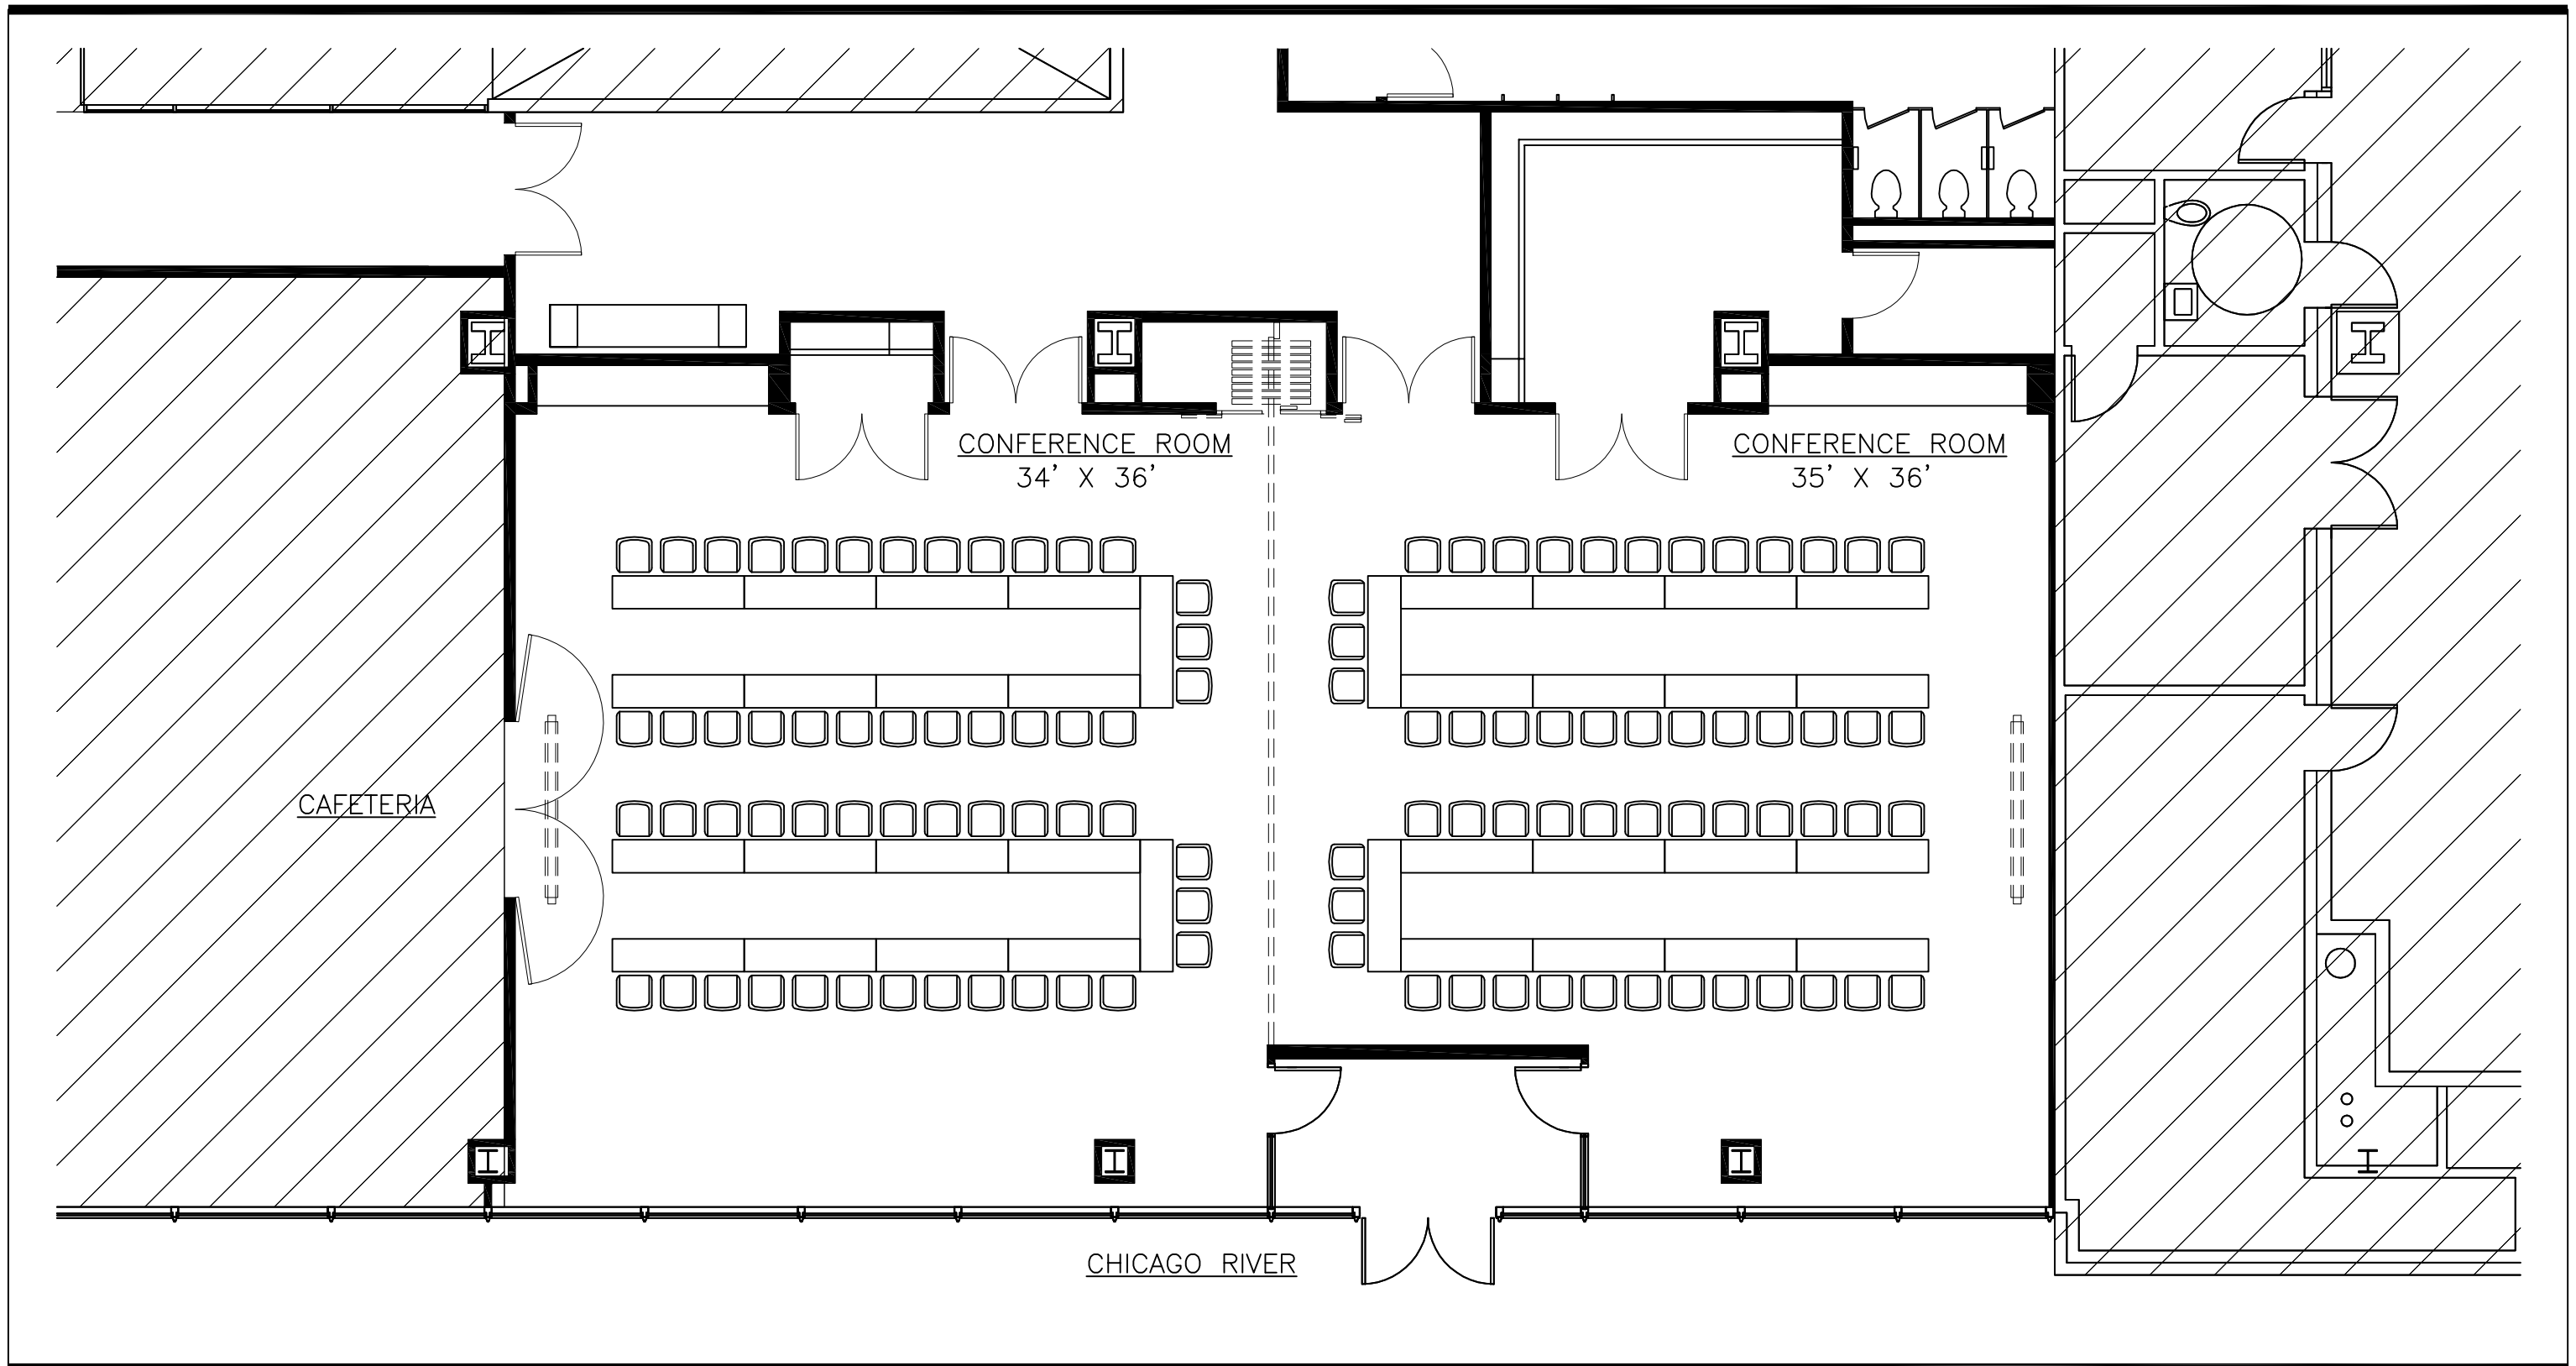 CONFERENCE ROOM
34' X 36'
CONFERENCE ROOM
35' X 36'
CAFETERIA
CHICAGO RIVER